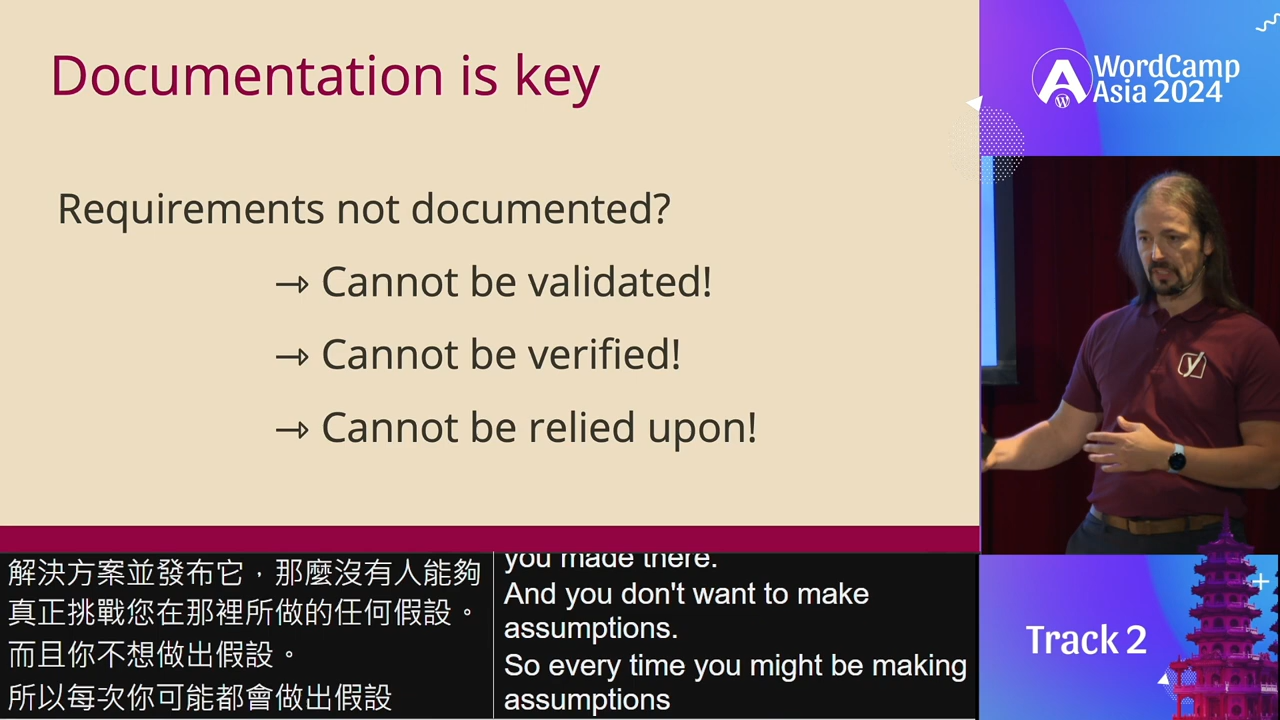 Documentation is key
Requirements not documented?
→ Cannot be validated!
→ Cannot be verified!
→ Cannot be relied upon!
WordCamp
Asia 2024
y
解決方案並發布它，那麼沒有人能夠
真正挑戰您在那裡所做的任何假設。
而且你不想做出假設。
所以每次你可能都會做出假設
you made there.
And you don't want to make
assumptions.
So every time you might be making
assumptions
Track 2